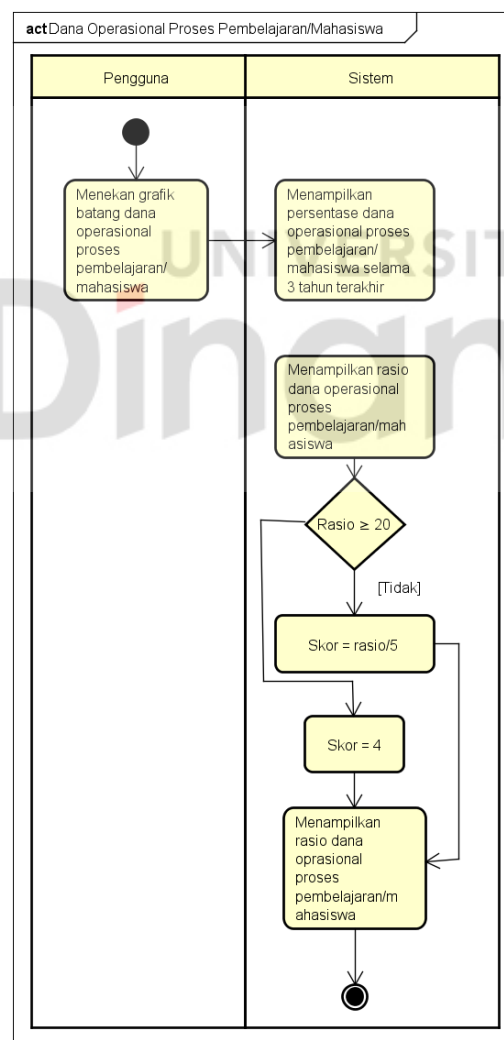 act Dana Operasional Proses Pembelajaran/Mahasiswa
Pengguna
Sistem
Menekan grafik
batang dana
operasional
proses
pembelajaran/
mahasiswa
Menampilkan
persentase dana
operasional proses
pembelajaran/
mahasiswa selama
3 tahun terakhir
UNIVERSIT
Dinam
Menampilkan rasio
dana operasional
proses
pembelajaran/mah
asiswa
Rasio ≥ 20
[Tidak]
Skor = rasio/5
Skor = 4
Menampilkan
rasio dana
oprasional
proses
pembelajaran/m
ahasiswa